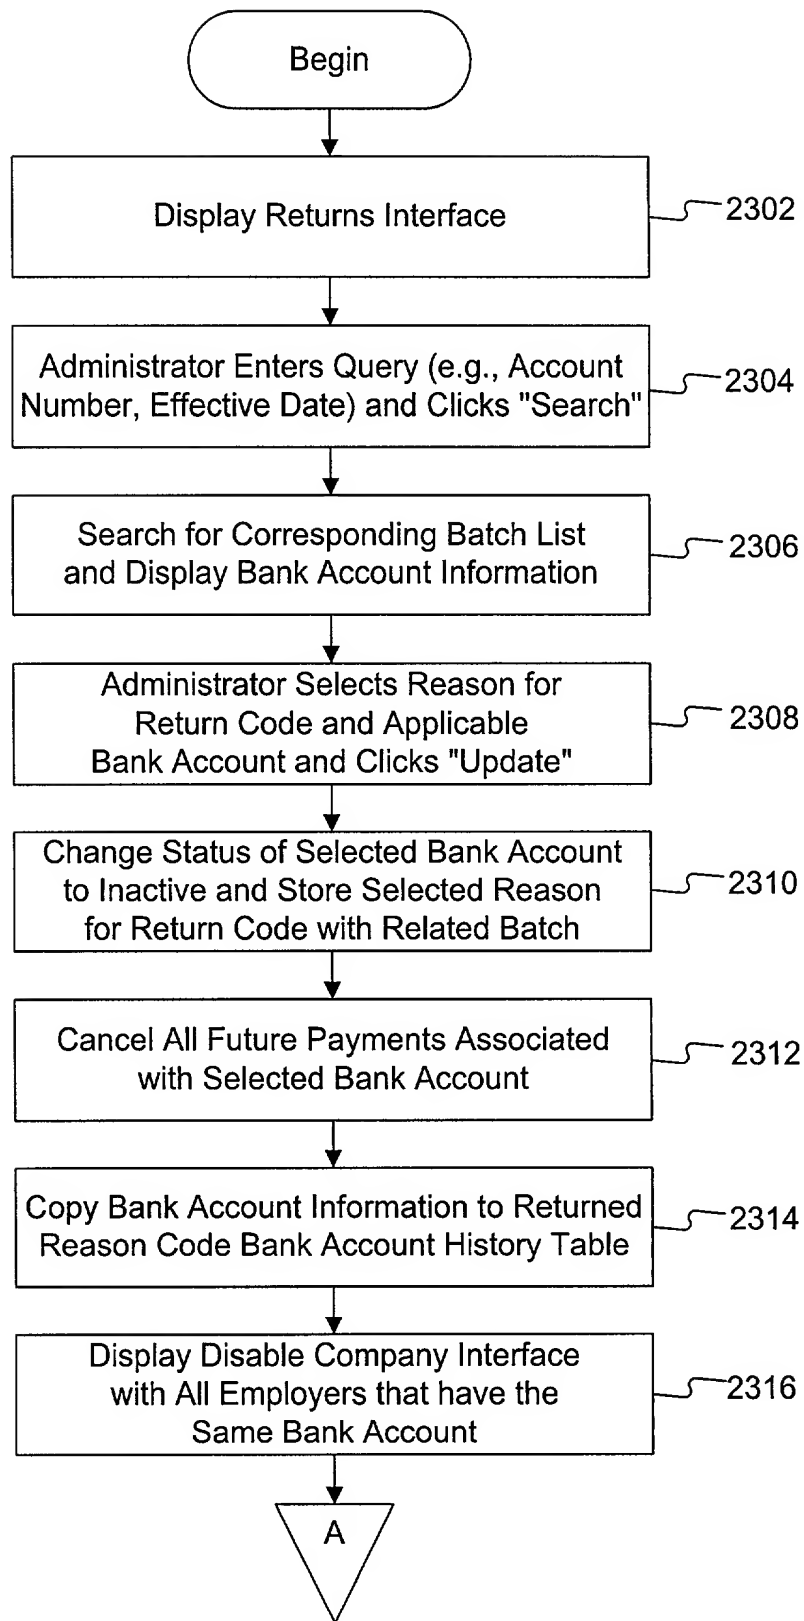 Begin
Display Returns Interface
2302
Administrator Enters Query (e.g., Account
Number, Effective Date) and Clicks "Search"
2304
Search for Corresponding Batch List
and Display Bank Account Information
2306
Administrator Selects Reason for
Return Code and Applicable
Bank Account and Clicks "Update"
2308
Change Status of Selected Bank Account
to Inactive and Store Selected Reason
for Return Code with Related Batch
2310
Cancel All Future Payments Associated
with Selected Bank Account
2312
Copy Bank Account Information to Returned
Reason Code Bank Account History Table
2314
Display Disable Company Interface
with All Employers that have the
Same Bank Account
2316
A